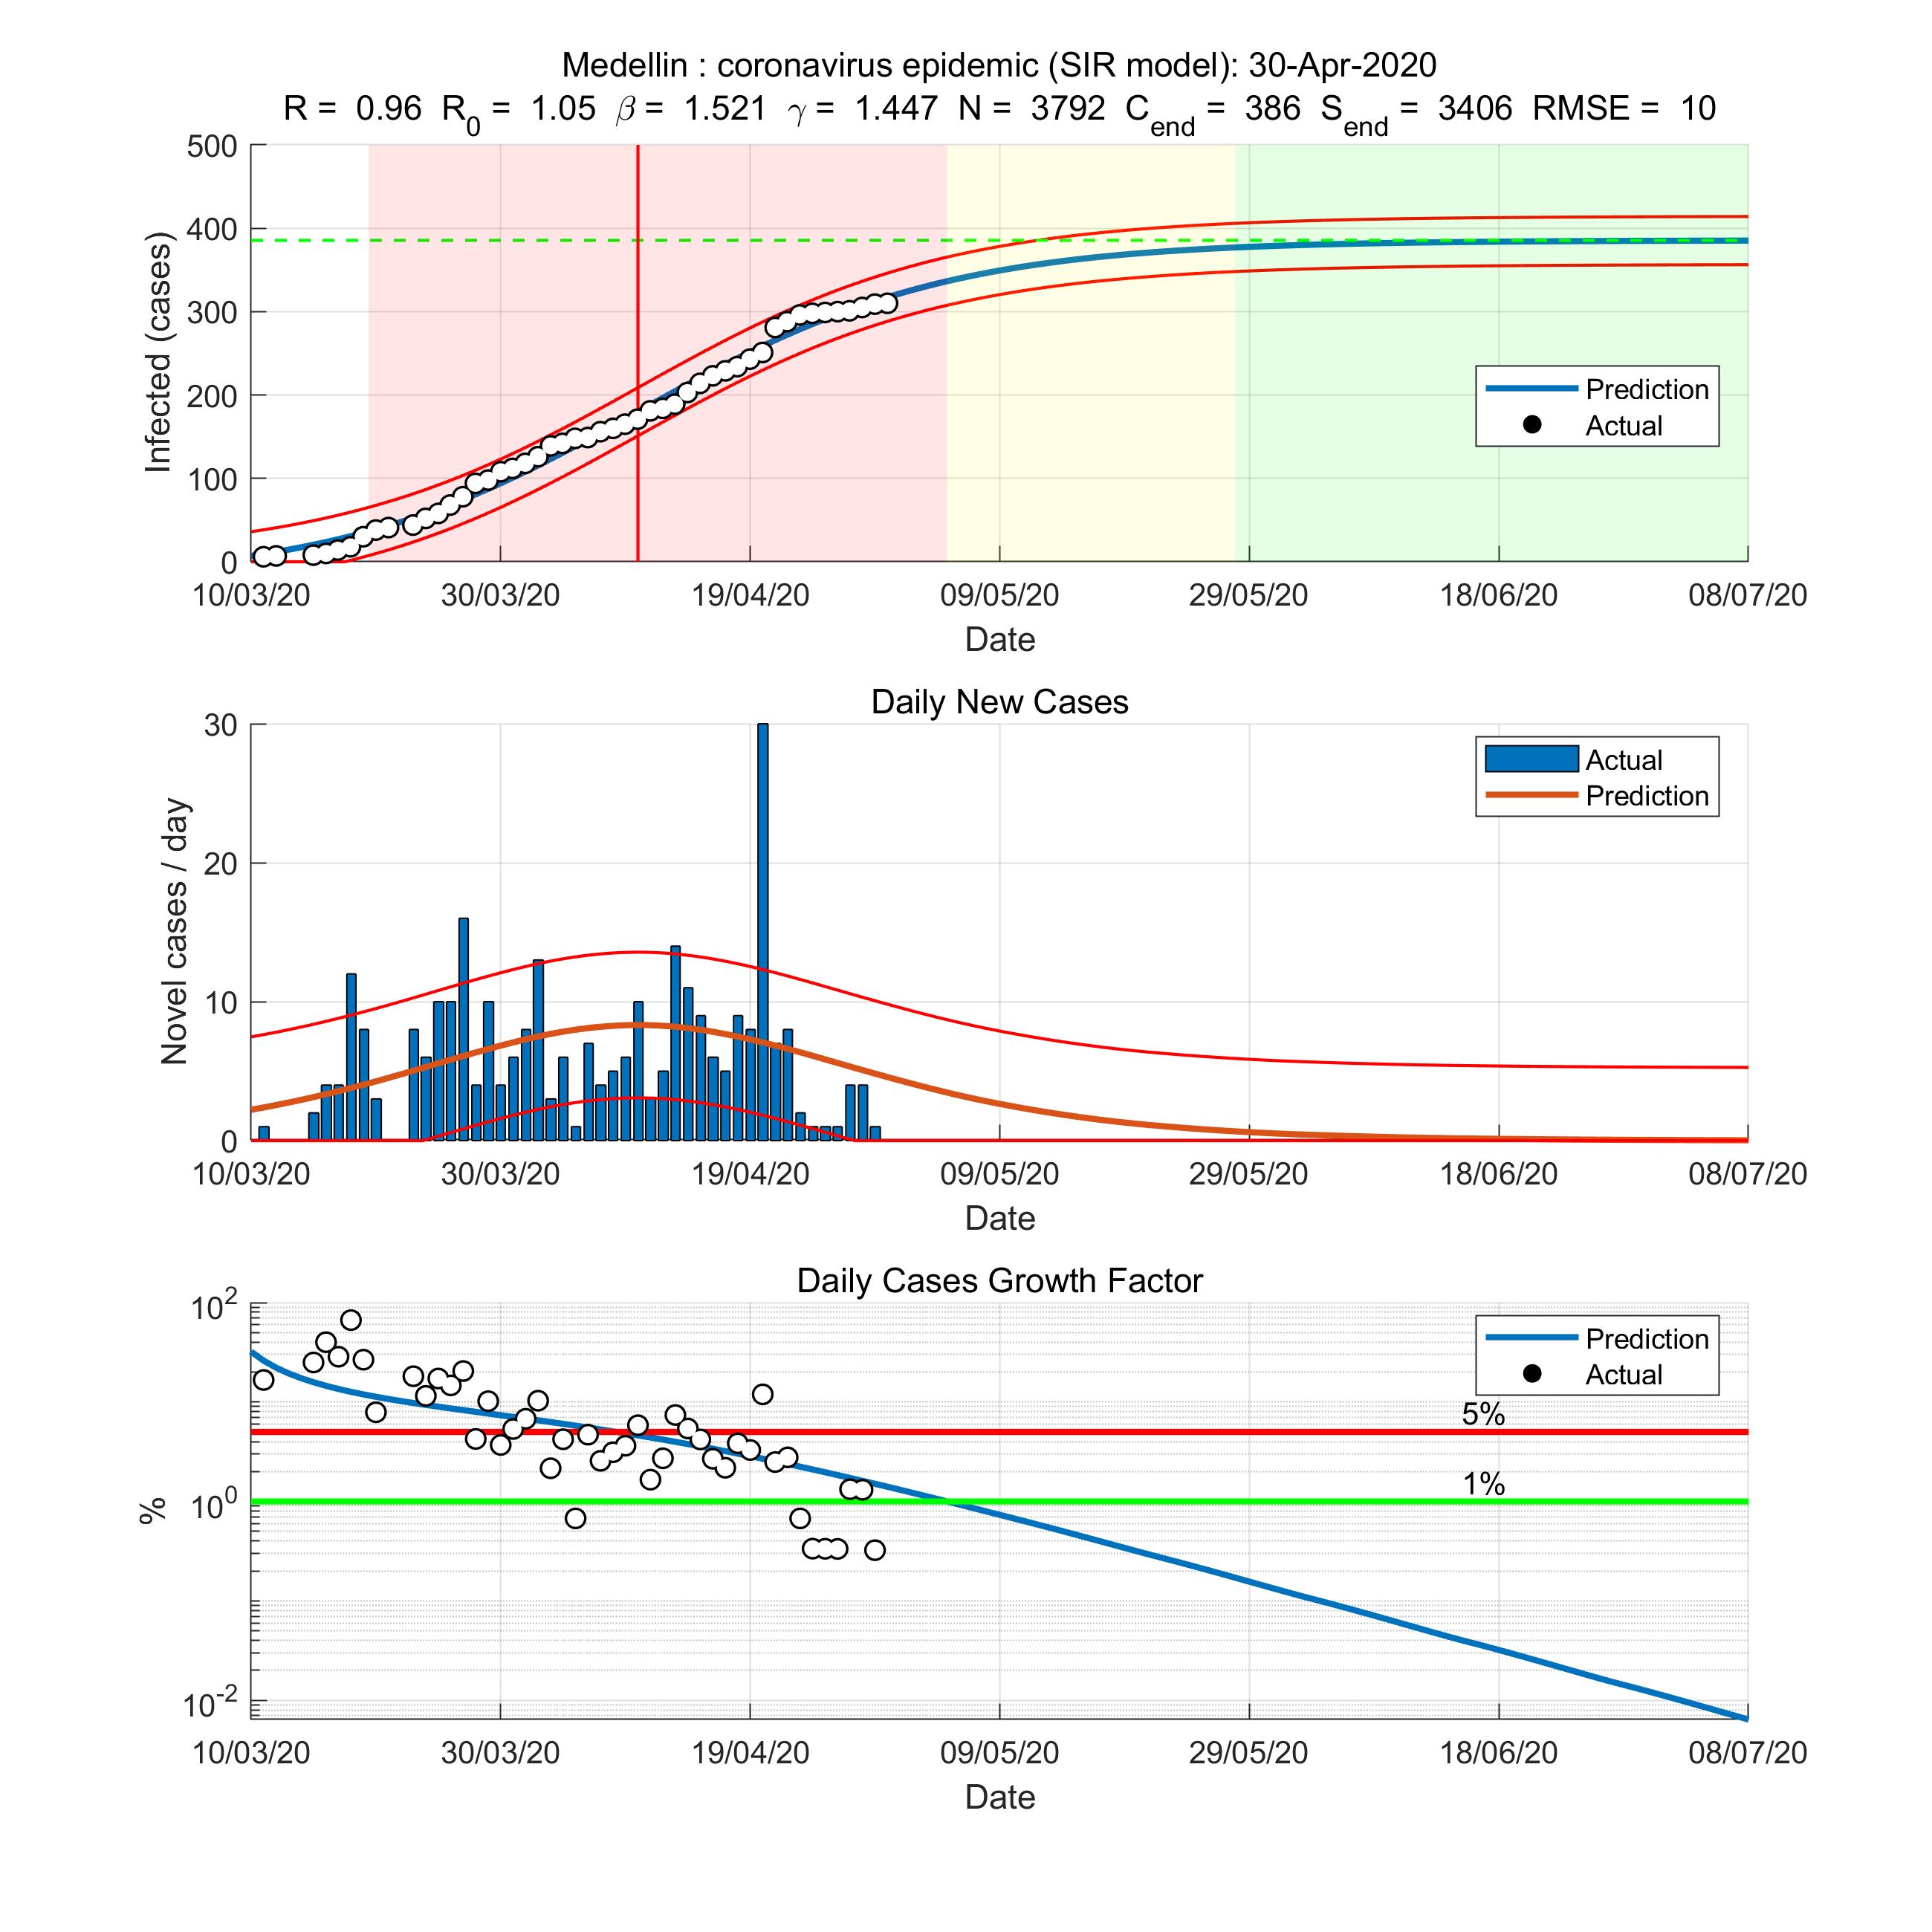 Medellin : coronavirus epidemic (SIR model): 30-Apr-2020
R = 0.96 R0 = 1.05 β = 1.521 γ = 1.447 N = 3792 Cend = 386 Send = 3406 RMSE = 10
500
400
300
200
100
0
Infected (cases)
Prediction
Actual
10/03/20 30/03/20 19/04/20 09/05/20 29/05/20 18/06/20 08/07/20
Date
Daily New Cases
30
20
10
0
Novel cases / day
Actual
Prediction
10/03/20 30/03/20 19/04/20 09/05/20 29/05/20 18/06/20 08/07/20
Date
Daily Cases Growth Factor
10^2
10^0
10^-2
%
Prediction
Actual
5%
1%
10/03/20 30/03/20 19/04/20 09/05/20 29/05/20 18/06/20 08/07/20
Date